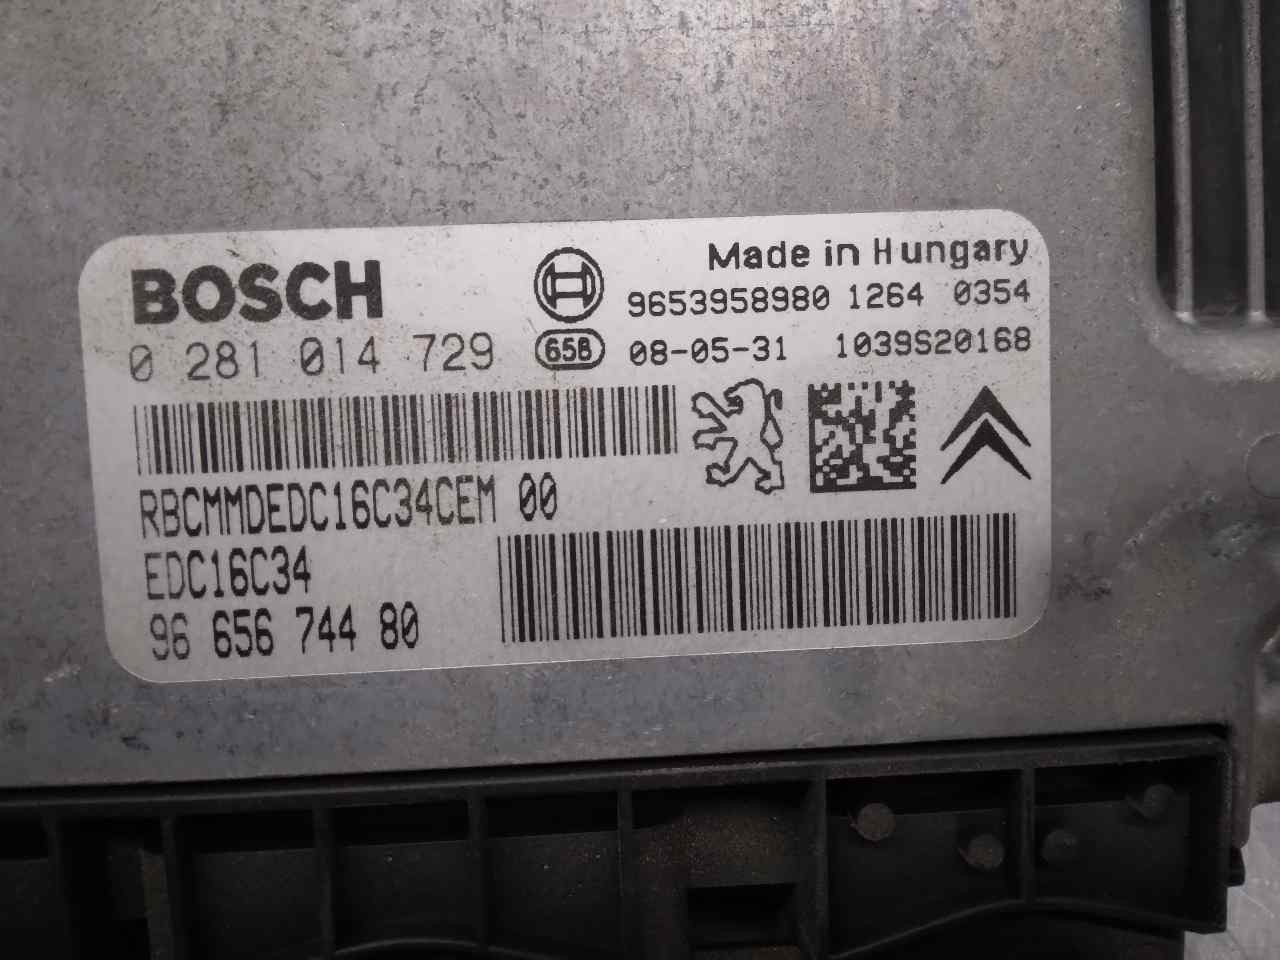 BOSCH
0 281 014 729
65B
Made in Hungary
9653958980 1264 0354
08-05-31 1039S20168
RBCMMDEDC16C34CEM 00
EDC16C34
96 656 744 80